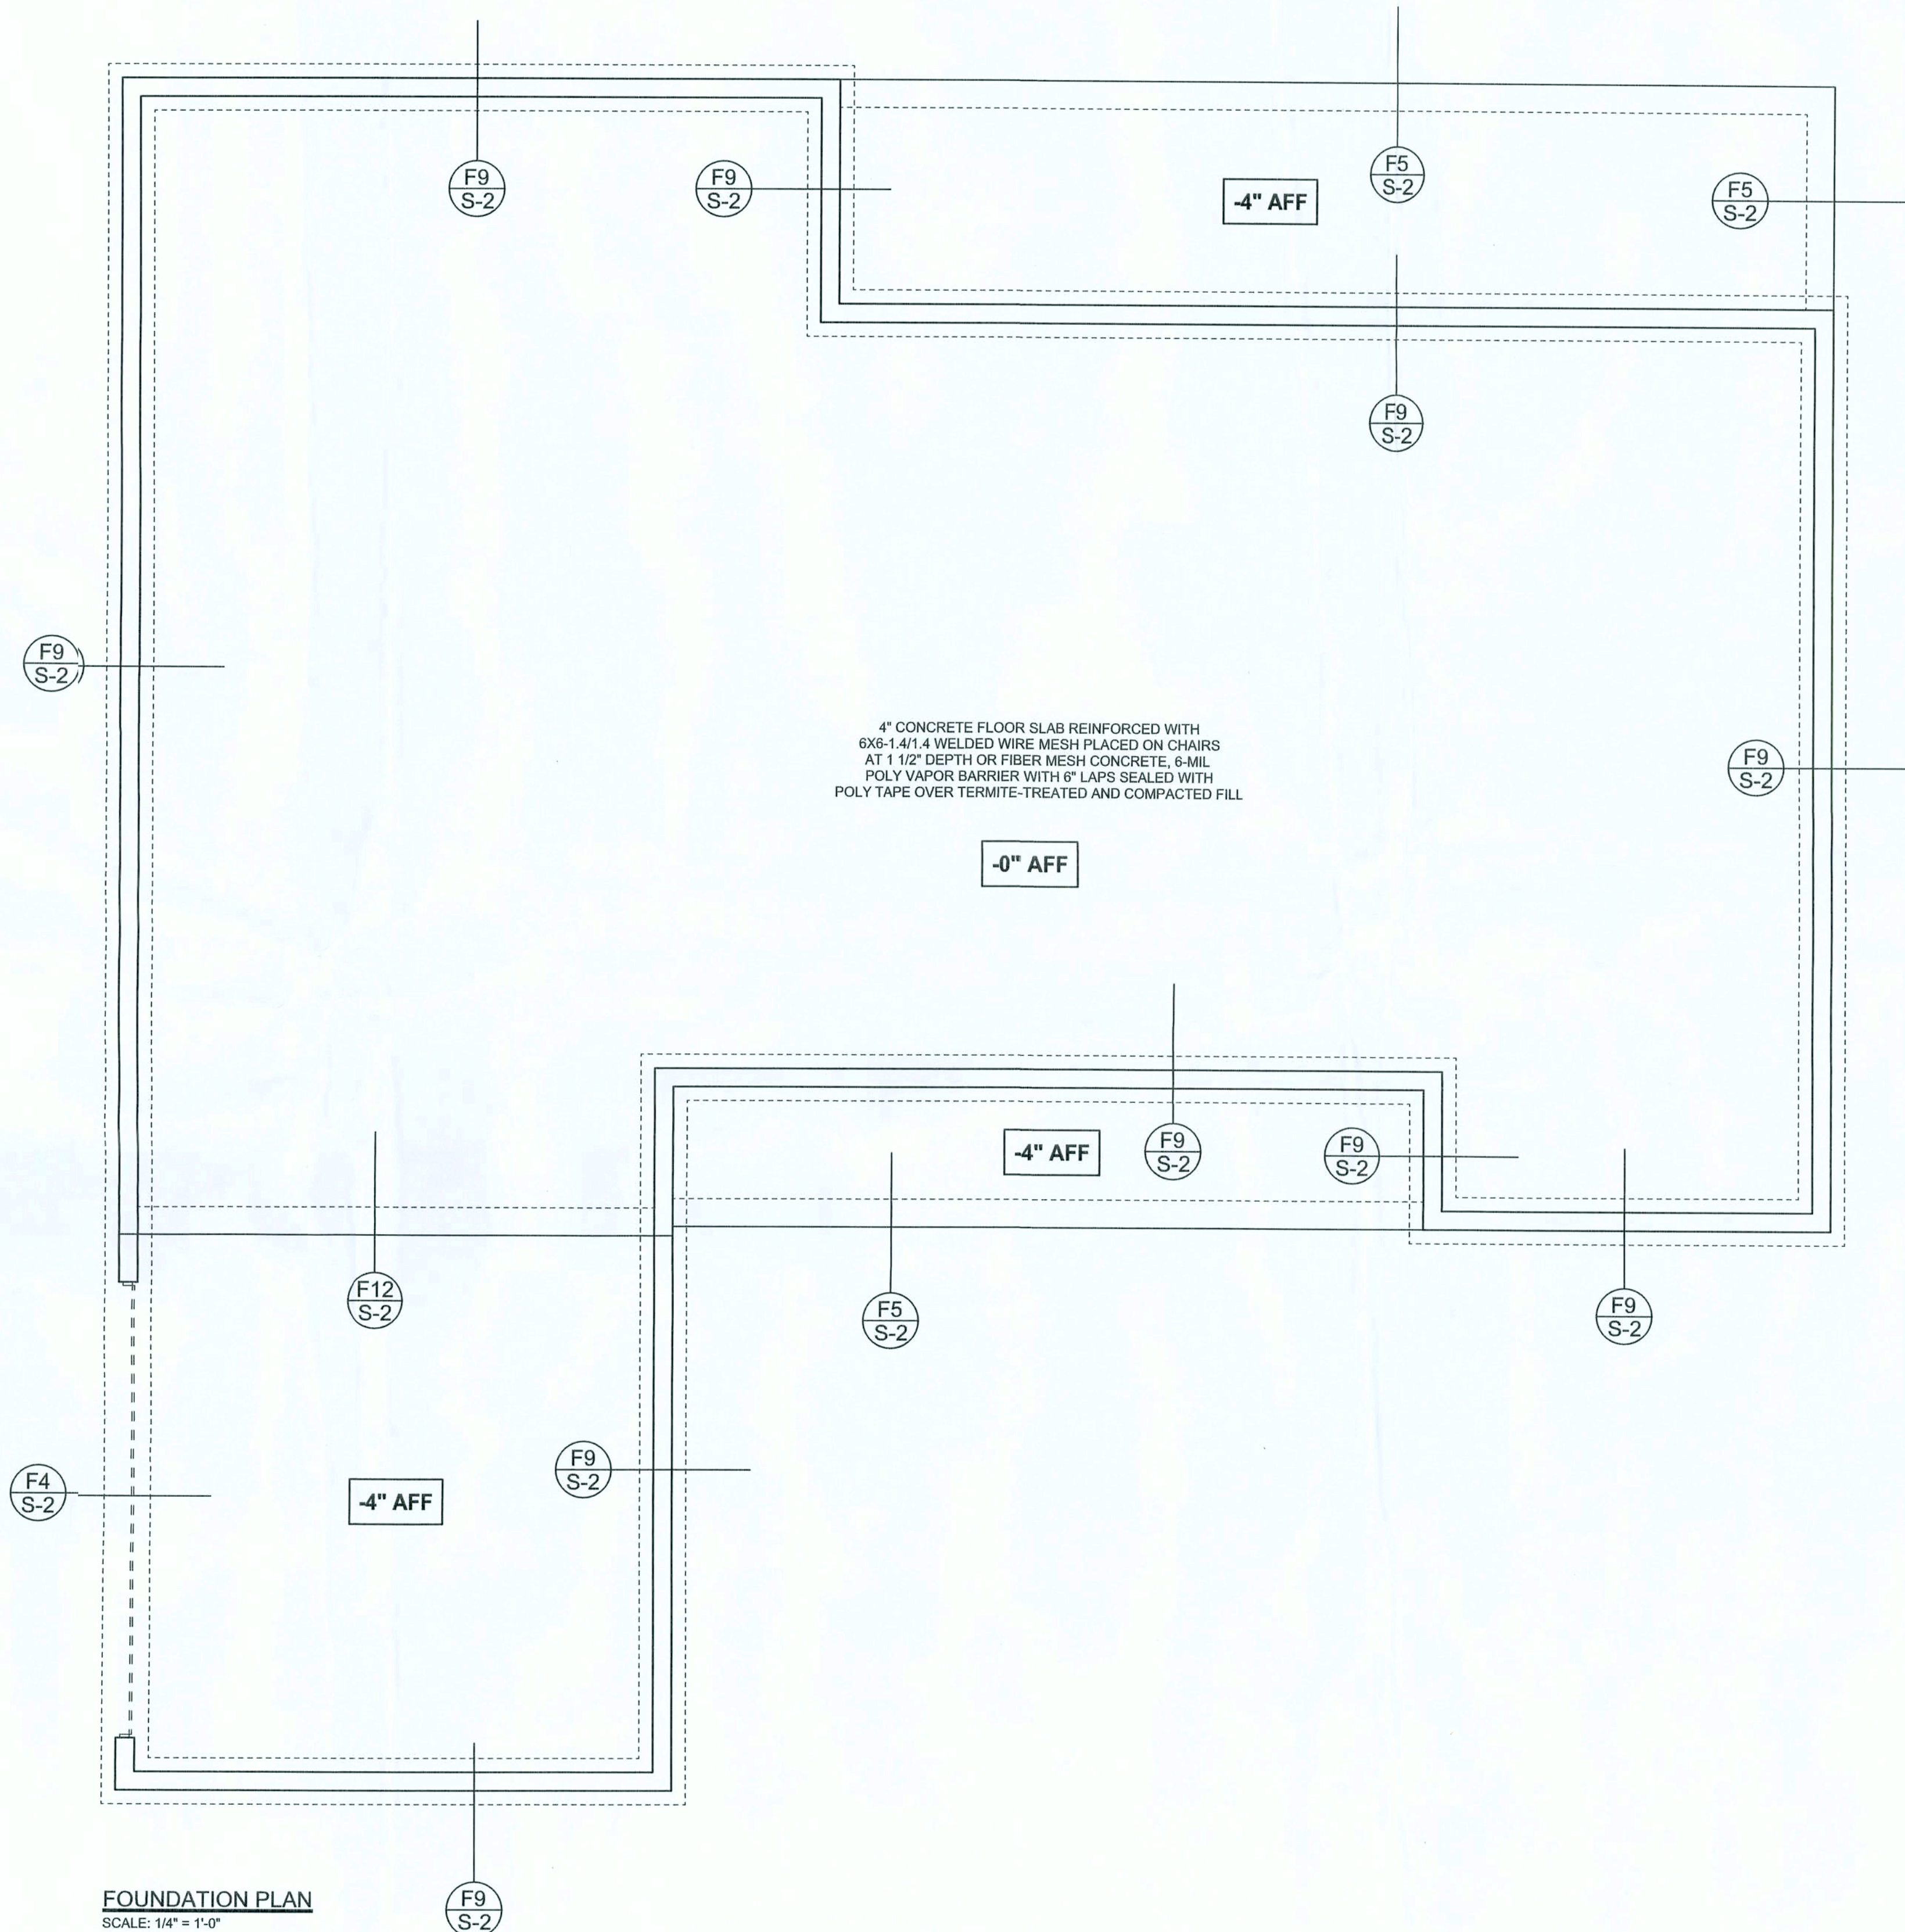 F9
S-2
F9
S-2
F5
S-2
-4" AFF
F5
S-2
F9
S-2
F9
S-2
4" CONCRETE FLOOR SLAB REINFORCED WITH
6X6-1.4/1.4 WELDED WIRE MESH PLACED ON CHAIRS
AT 1 1/2" DEPTH OR FIBER MESH CONCRETE, 6-MIL
POLY VAPOR BARRIER WITH 6" LAPS SEALED WITH
POLY TAPE OVER TERMITE-TREATED AND COMPACTED FILL
F9
S-2
-0" AFF
-4" AFF
F9
S-2
F9
S-2
F12
S-2
F5
S-2
F9
S-2
F4
S-2
-4" AFF
F9
S-2
FOUNDATION PLAN
SCALE: 1/4" = 1'-0"
F9
S-2